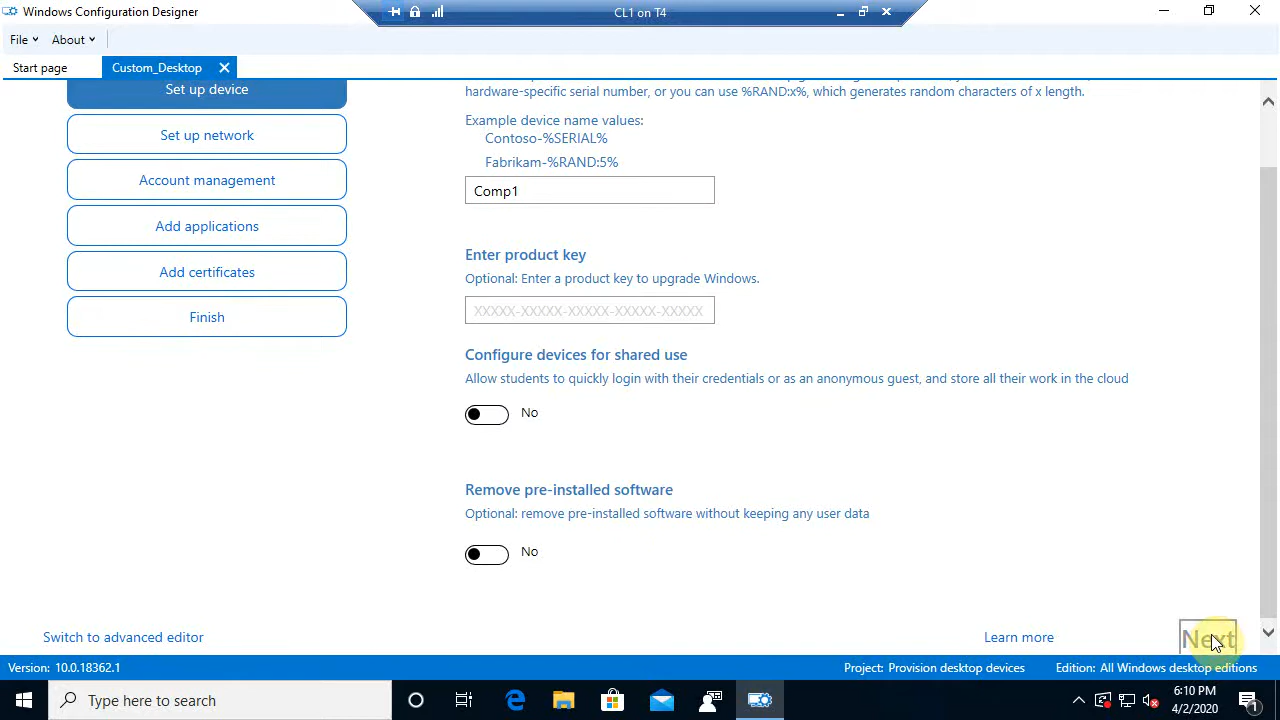 Windows Configuration Designer
CL1 on T4
File
About
Start page
Custom_Desktop
Set up device
Set up network
Account management
Add applications
Add certificates
Finish
hardware-specific serial number, or you can use %RAND:x%, which generates random characters of x length.
Example device name values:
Contoso-%SERIAL%
Fabrikam-%RAND:5%
Comp1
Enter product key
Optional: Enter a product key to upgrade Windows.
XXXXX-XXXXX-XXXXX-XXXXX-XXXXX
Configure devices for shared use
Allow students to quickly login with their credentials or as an anonymous guest, and store all their work in the cloud
No
Remove pre-installed software
Optional: remove pre-installed software without keeping any user data
No
Switch to advanced editor
Learn more
Next
Version: 10.0.18362.1
Project: Provision desktop devices
Edition: All Windows desktop editions
Type here to search
6:10 PM
4/2/2020
1